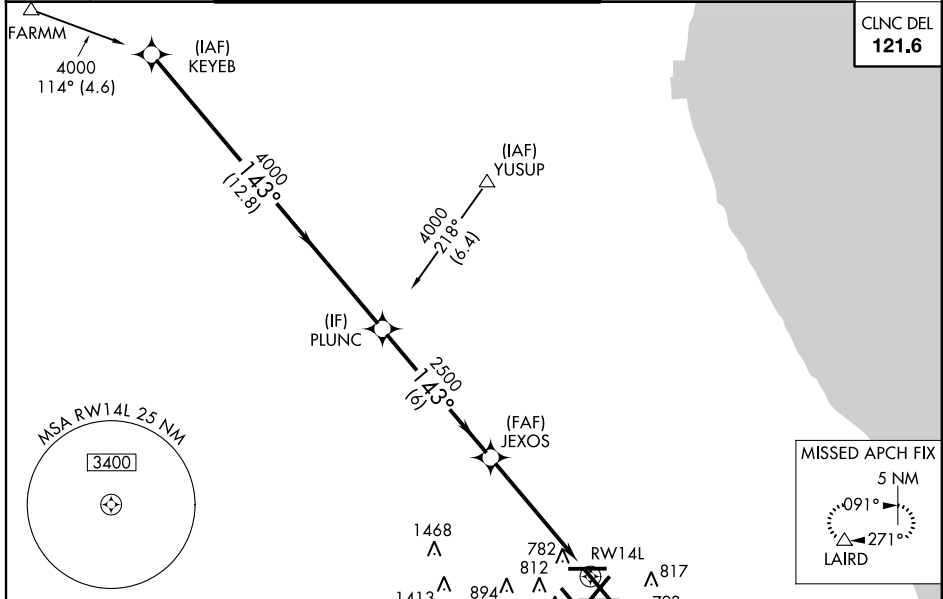 FARMM
4000
114° (4.6)
(IAF)
KEYEB
CLNC DEL
121.6
4000
143°
(12.8)
(IAF)
YUSUP
4000
218°
(6.4)
(IF)
PLUNC
2500
143°
(6)
(FAF)
JEXOS
MSA RW14L 25 NM
3400
MISSED APCH FIX
5 NM
091°
271°
LAIRD
1468
782
RW14L
812
817
1413
894